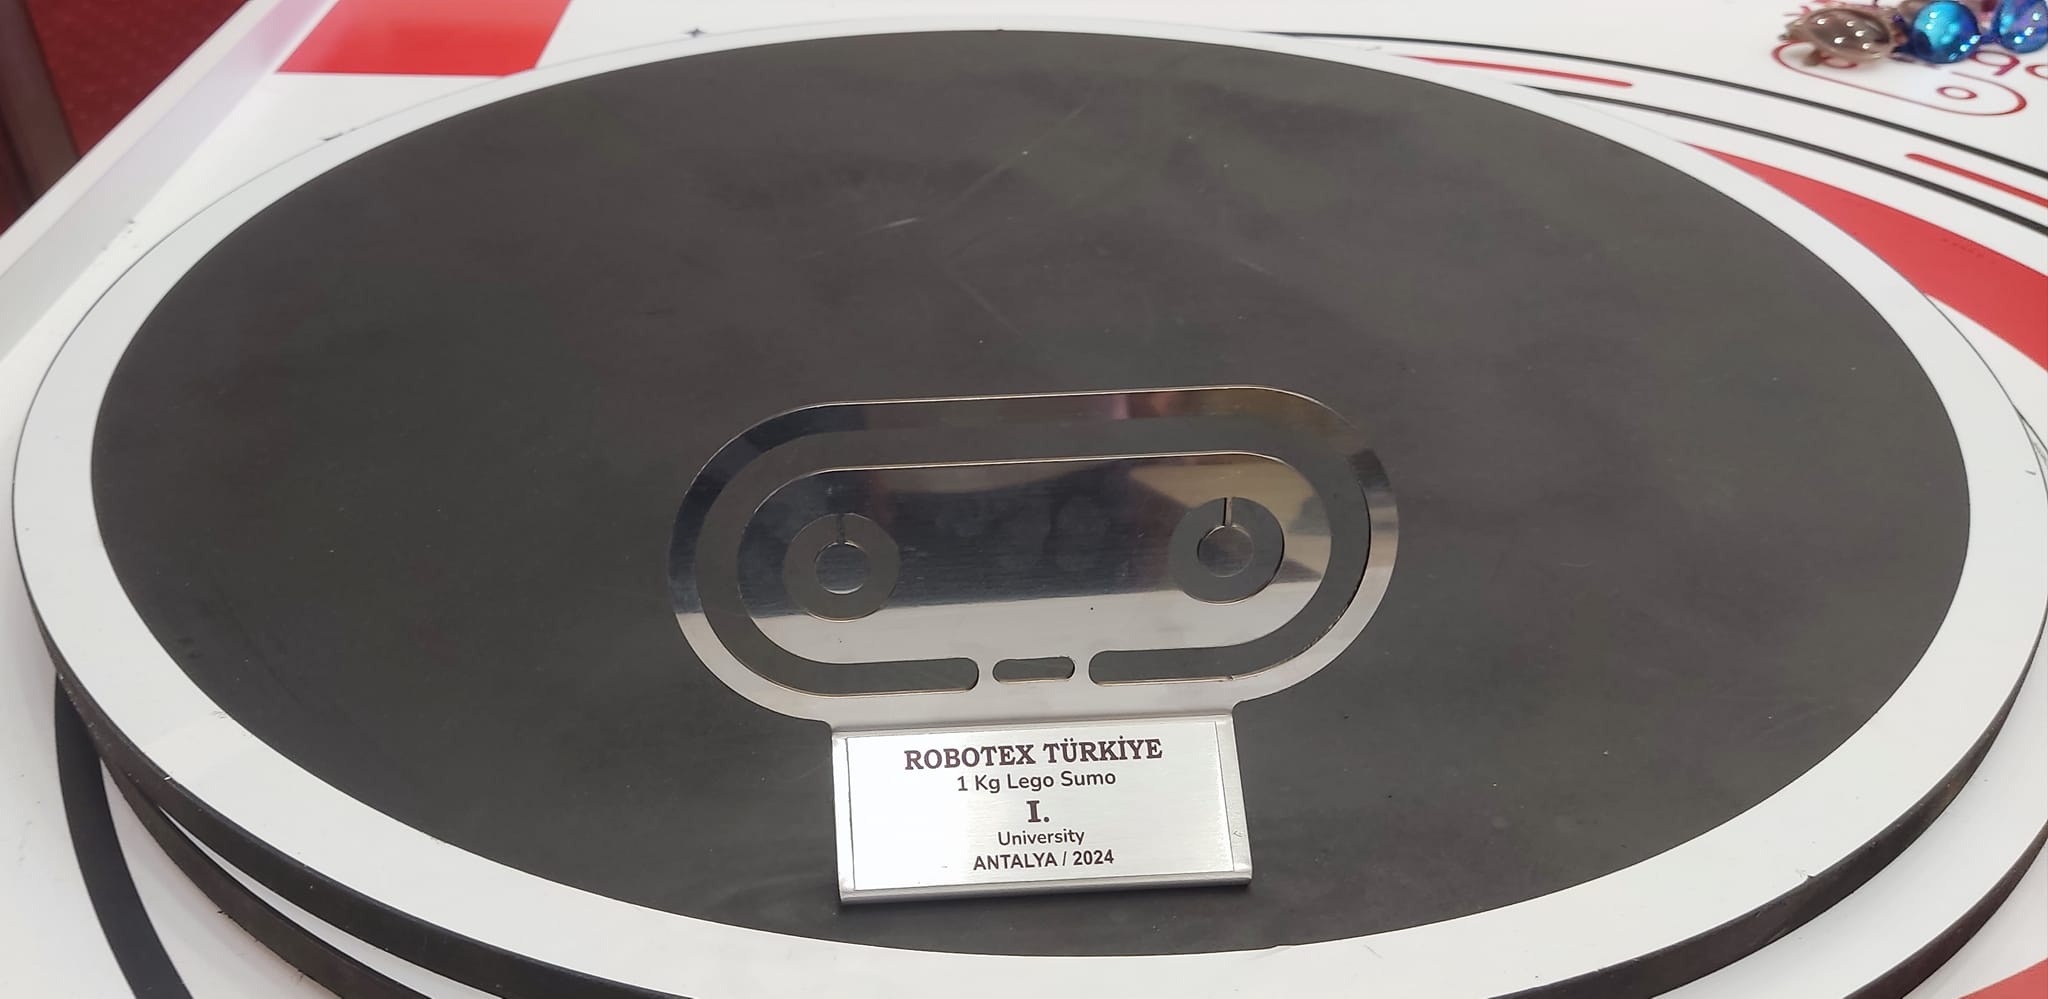 ROBOTEX TÜRKİYE
1 Kg Lego Sumo
I.
University
ANTALYA / 2024